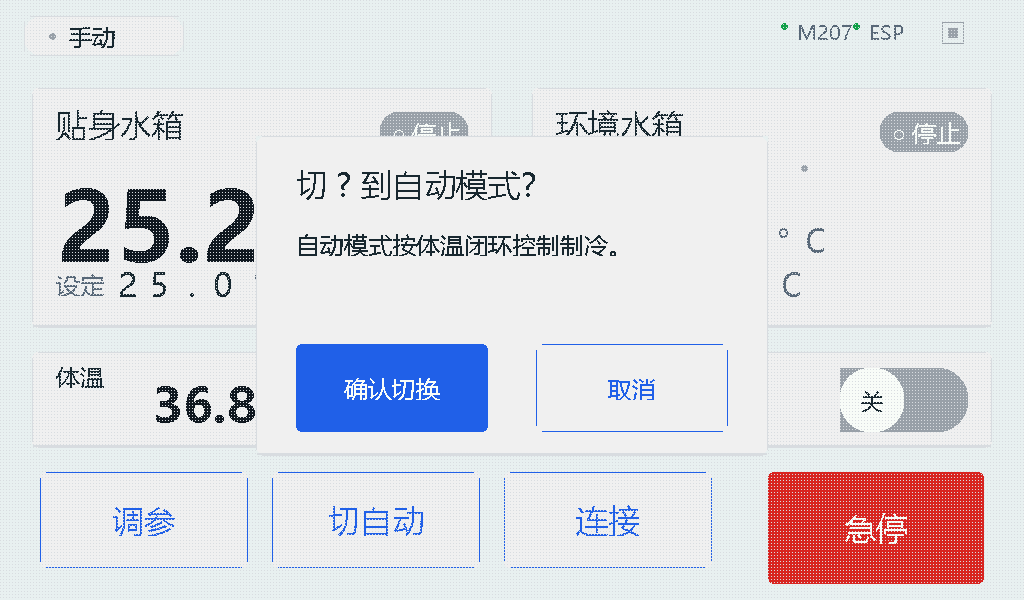 手动
M207 ESP
贴身水箱
停止
环境水箱
停止
25.2
设定 25.0
° C
C
切?到自动模式?
自动模式按体温闭环控制制冷。
确认切换
取消
体温
36.8
关
调参
切自动
连接
急停